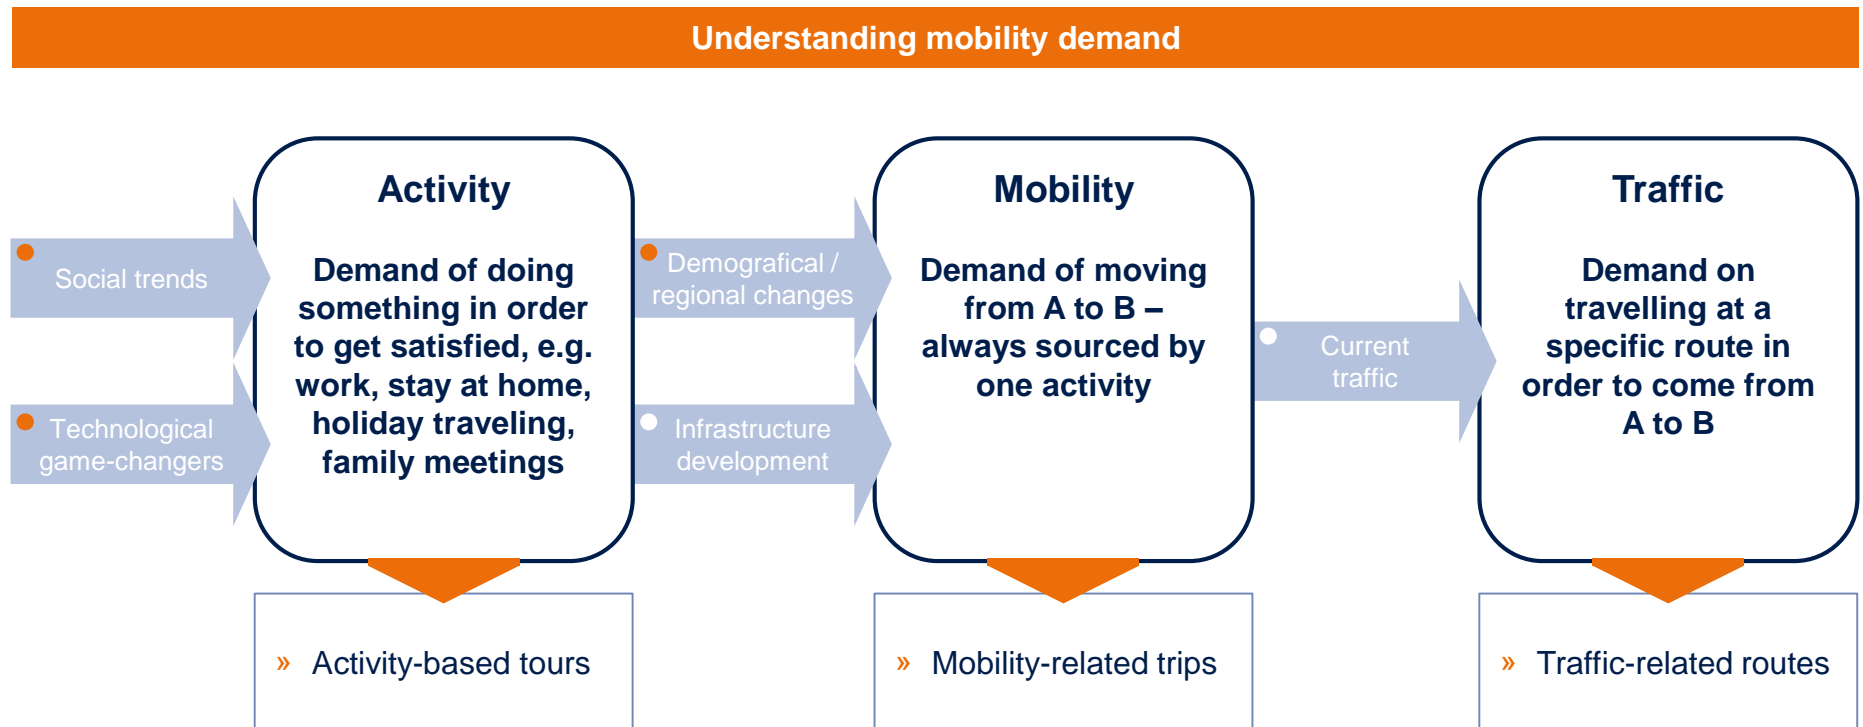 Understanding mobility demand
Social trends
Technological
game-changers
Activity
Demand of doing
something in order
to get satisfied, e.g.
work, stay at home,
holiday traveling,
family meetings
» Activity-based tours
Demografical /
regional changes
Infrastructure
development
Mobility
Demand of moving
from A to B –
always sourced by
one activity
» Mobility-related trips
Current
traffic
Traffic
Demand on
travelling at a
specific route in
order to come from
A to B
» Traffic-related routes